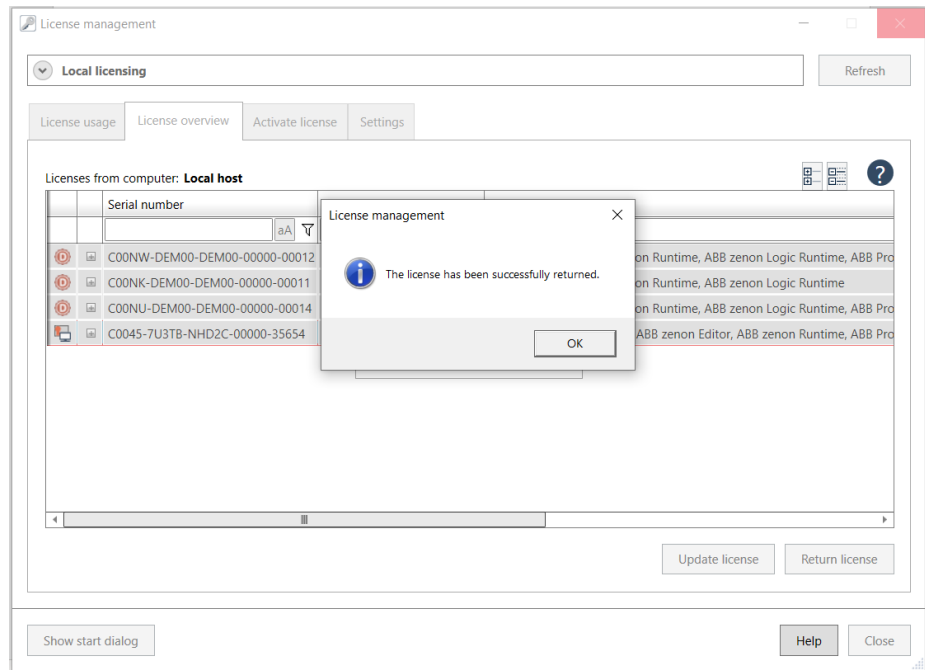 License management
Local licensing
Refresh
License usage
License overview
Activate license
Settings
Licenses from computer: Local host
?
Serial number
aA
License management
The license has been successfully returned.
OK
C00NW-DEM00-DEM00-00000-00012
on Runtime, ABB zenon Logic Runtime, ABB Pro
C00NK-DEM00-DEM00-00000-00011
on Runtime, ABB zenon Logic Runtime
C00NU-DEM00-DEM00-00000-00014
on Runtime, ABB zenon Logic Runtime, ABB Pro
C0045-7U3TB-NHD2C-00000-35654
ABB zenon Editor, ABB zenon Runtime, ABB Pro
Update license
Return license
Show start dialog
Help
Close